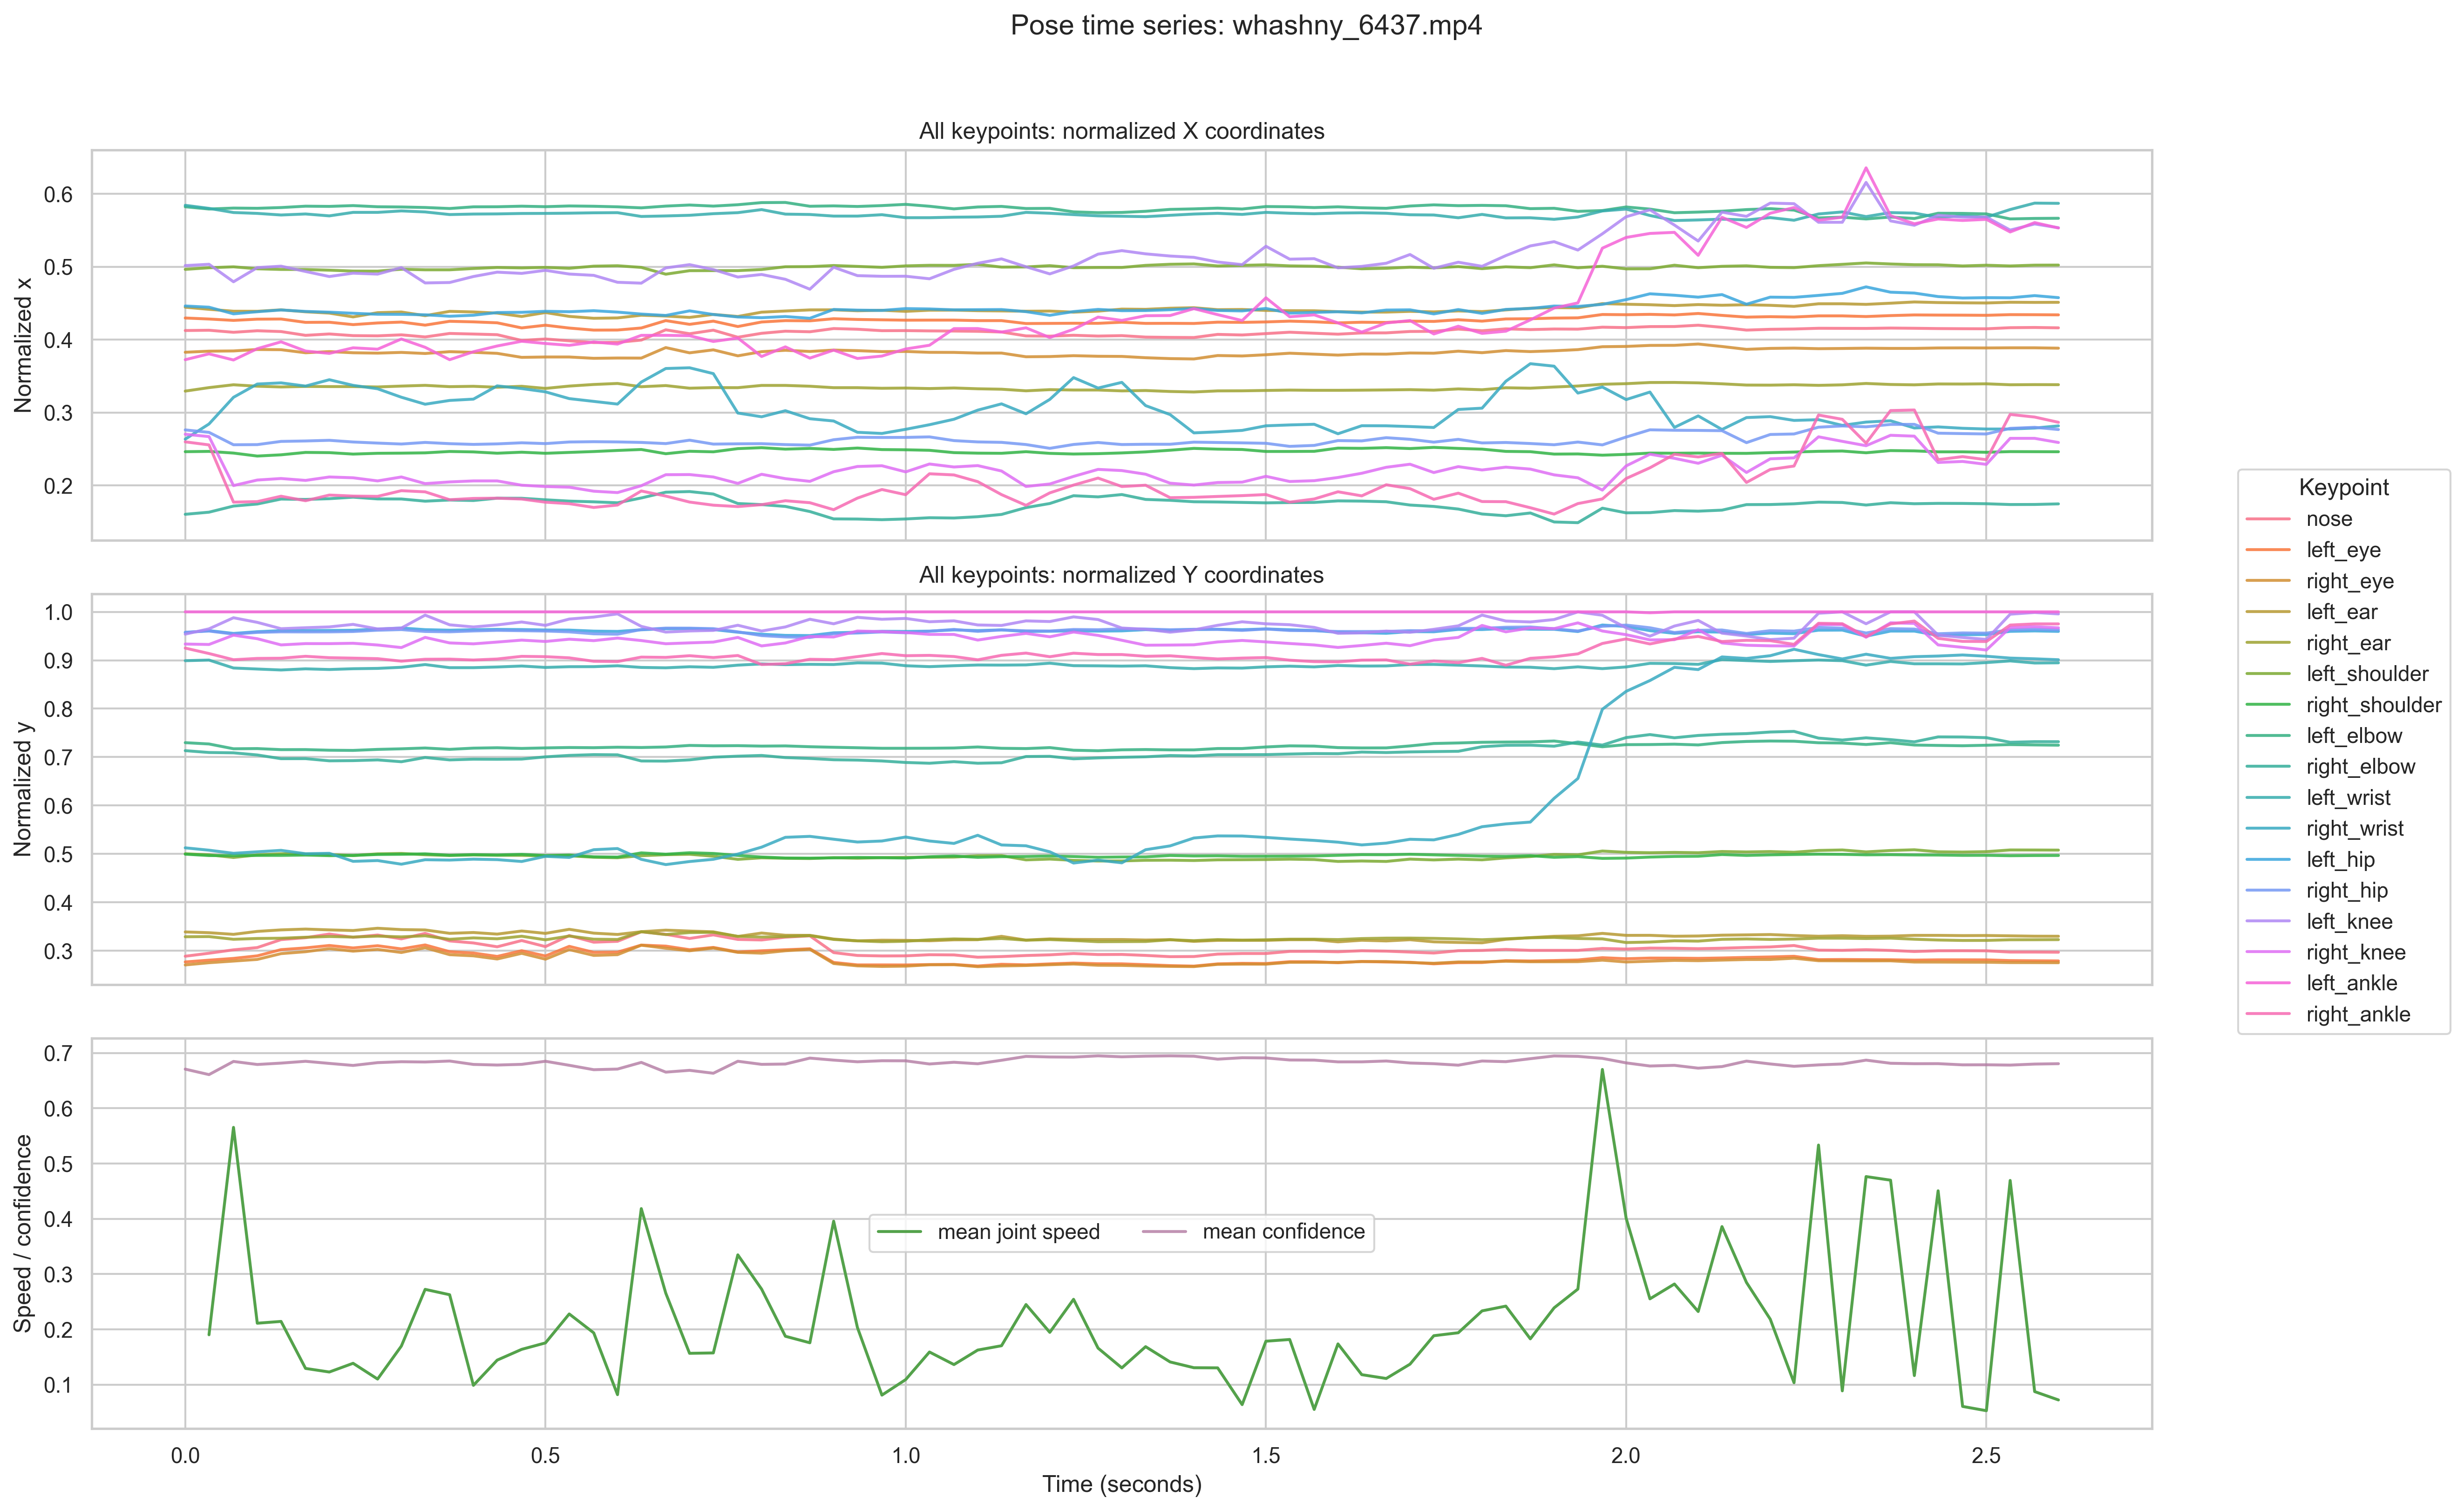 Pose time series: whashny_6437.mp4
All keypoints: normalized X coordinates
Normalized x
0.6
0.5
0.4
0.3
0.2
All keypoints: normalized Y coordinates
Normalized y
1.0
0.9
0.8
0.7
0.6
0.5
0.4
0.3
Keypoint
nose
left_eye
right_eye
left_ear
right_ear
left_shoulder
right_shoulder
left_elbow
right_elbow
left_wrist
right_wrist
left_hip
right_hip
left_knee
right_knee
left_ankle
right_ankle
Speed / confidence
0.7
0.6
0.5
0.4
0.3
0.2
0.1
mean joint speed
mean confidence
0.0
0.5
1.0
1.5
2.0
2.5
Time (seconds)